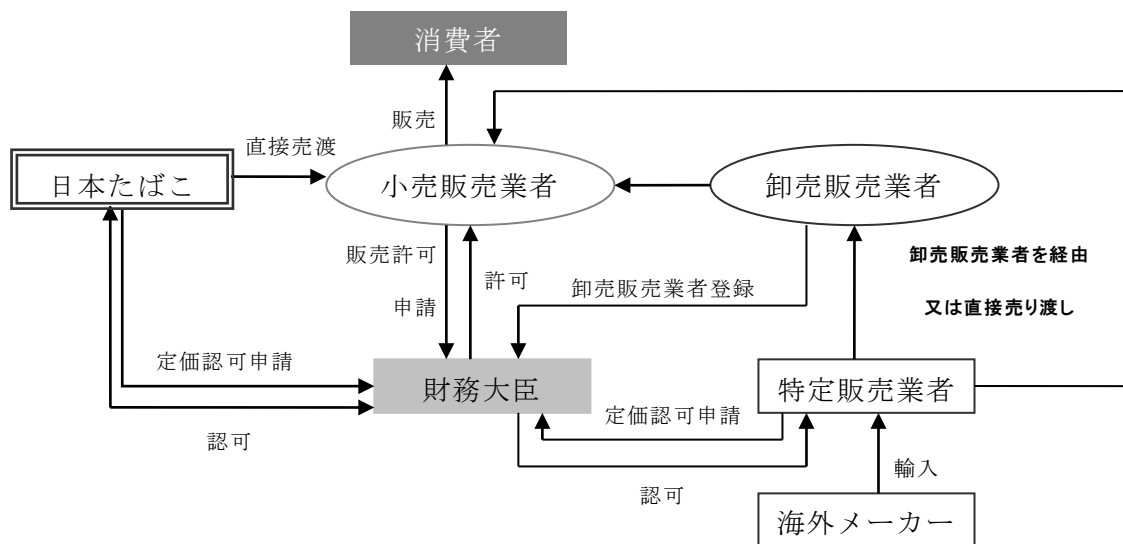 消費者
販売
直接売渡
日本たばこ
小売販売業者
卸売販売業者
販売許可
申請
許可
卸売販売業者登録
卸売販売業者を経由
又は直接売り渡し
定価認可申請
財務大臣
特定販売業者
定価認可申請
認可
認可
輸入
海外メーカー